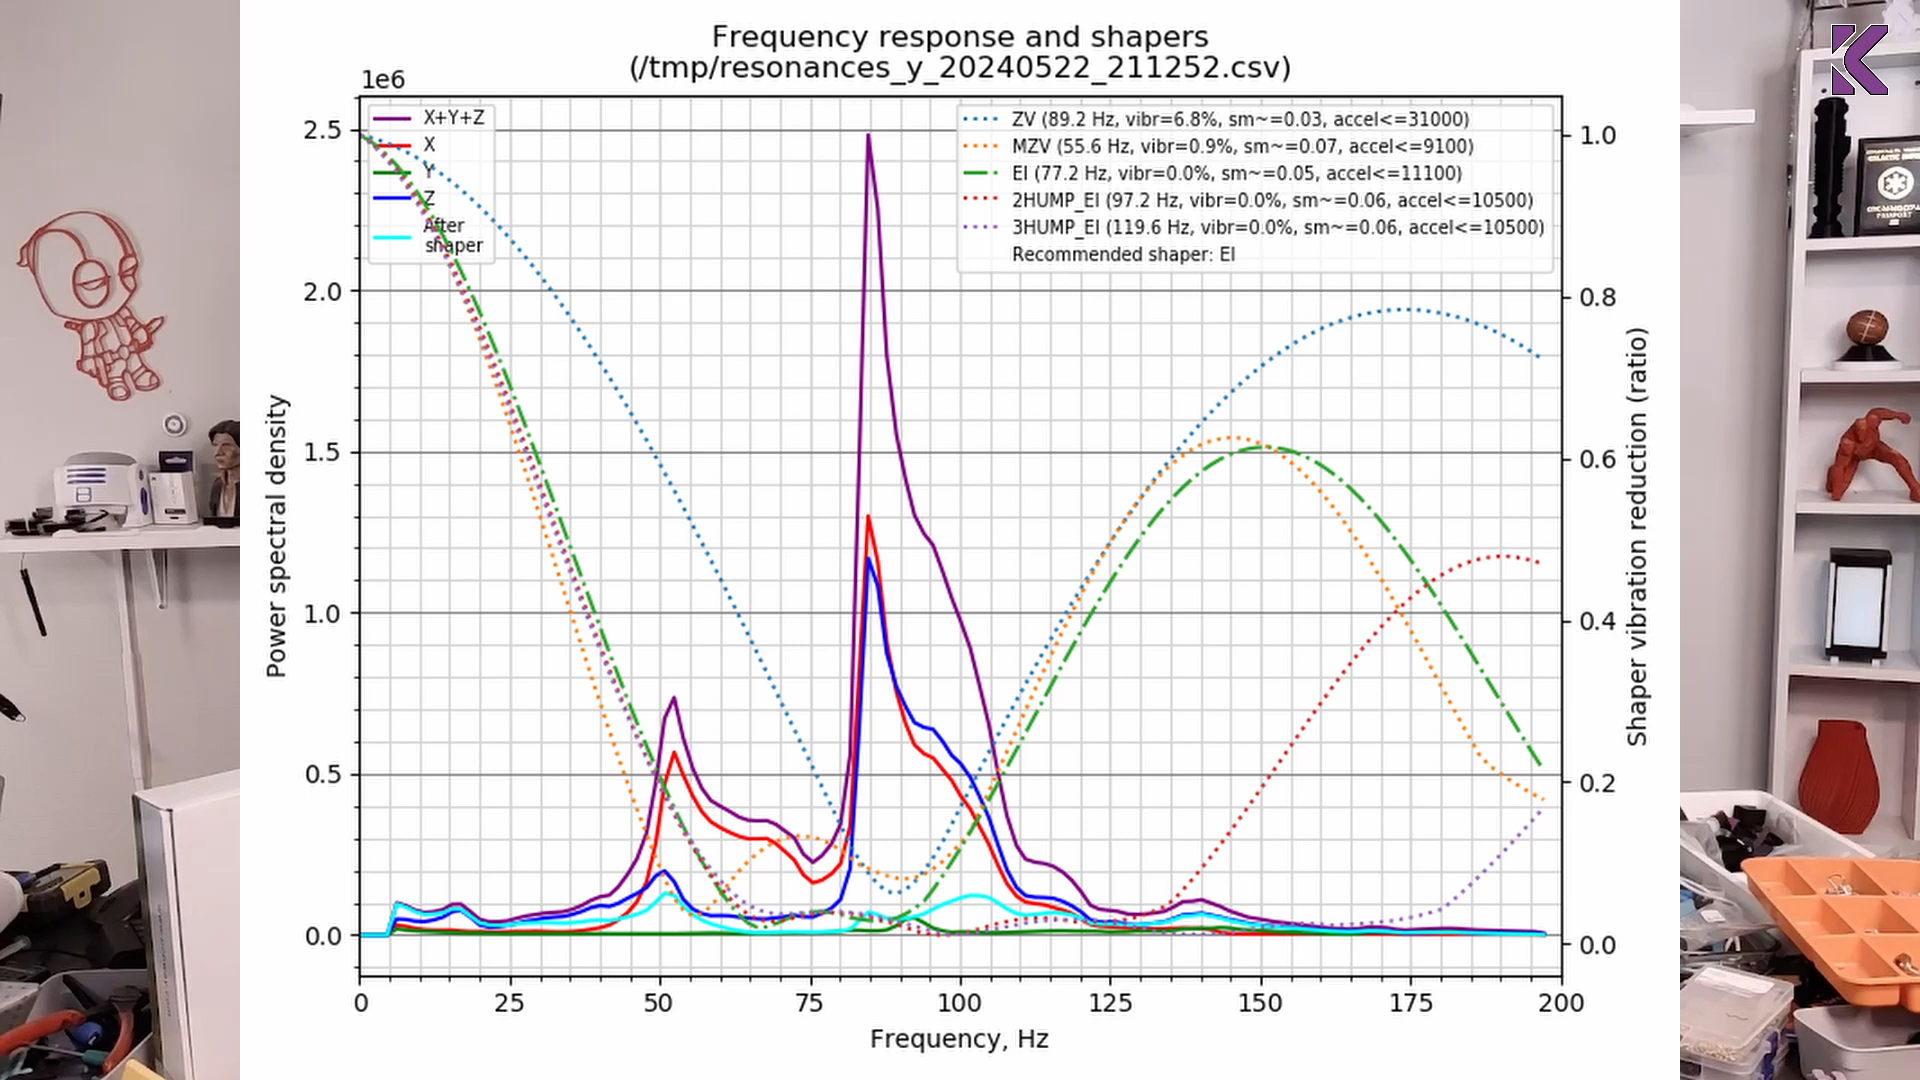 Frequency response and shapers
(/tmp/resonances_y_20240522_211252.csv)
1e6
X+Y+Z
X
Y
Z
After
shaper
ZV (89.2 Hz, vibr=6.8%, sm~=0.03, accel<=31000)
MZV (55.6 Hz, vibr=0.9%, sm~=0.07, accel<=9100)
EI (77.2 Hz, vibr=0.0%, sm~=0.05, accel<=11100)
2HUMP_EI (97.2 Hz, vibr=0.0%, sm~=0.06, accel<=10500)
3HUMP_EI (119.6 Hz, vibr=0.0%, sm~=0.06, accel<=10500)
Recommended shaper: EI
2.5
2.0
1.5
1.0
0.5
0.0
Power spectral density
1.0
0.8
0.6
0.4
0.2
0.0
Shaper vibration reduction (ratio)
0
25
50
75
100
125
150
175
200
Frequency, Hz
K
PASSPORT